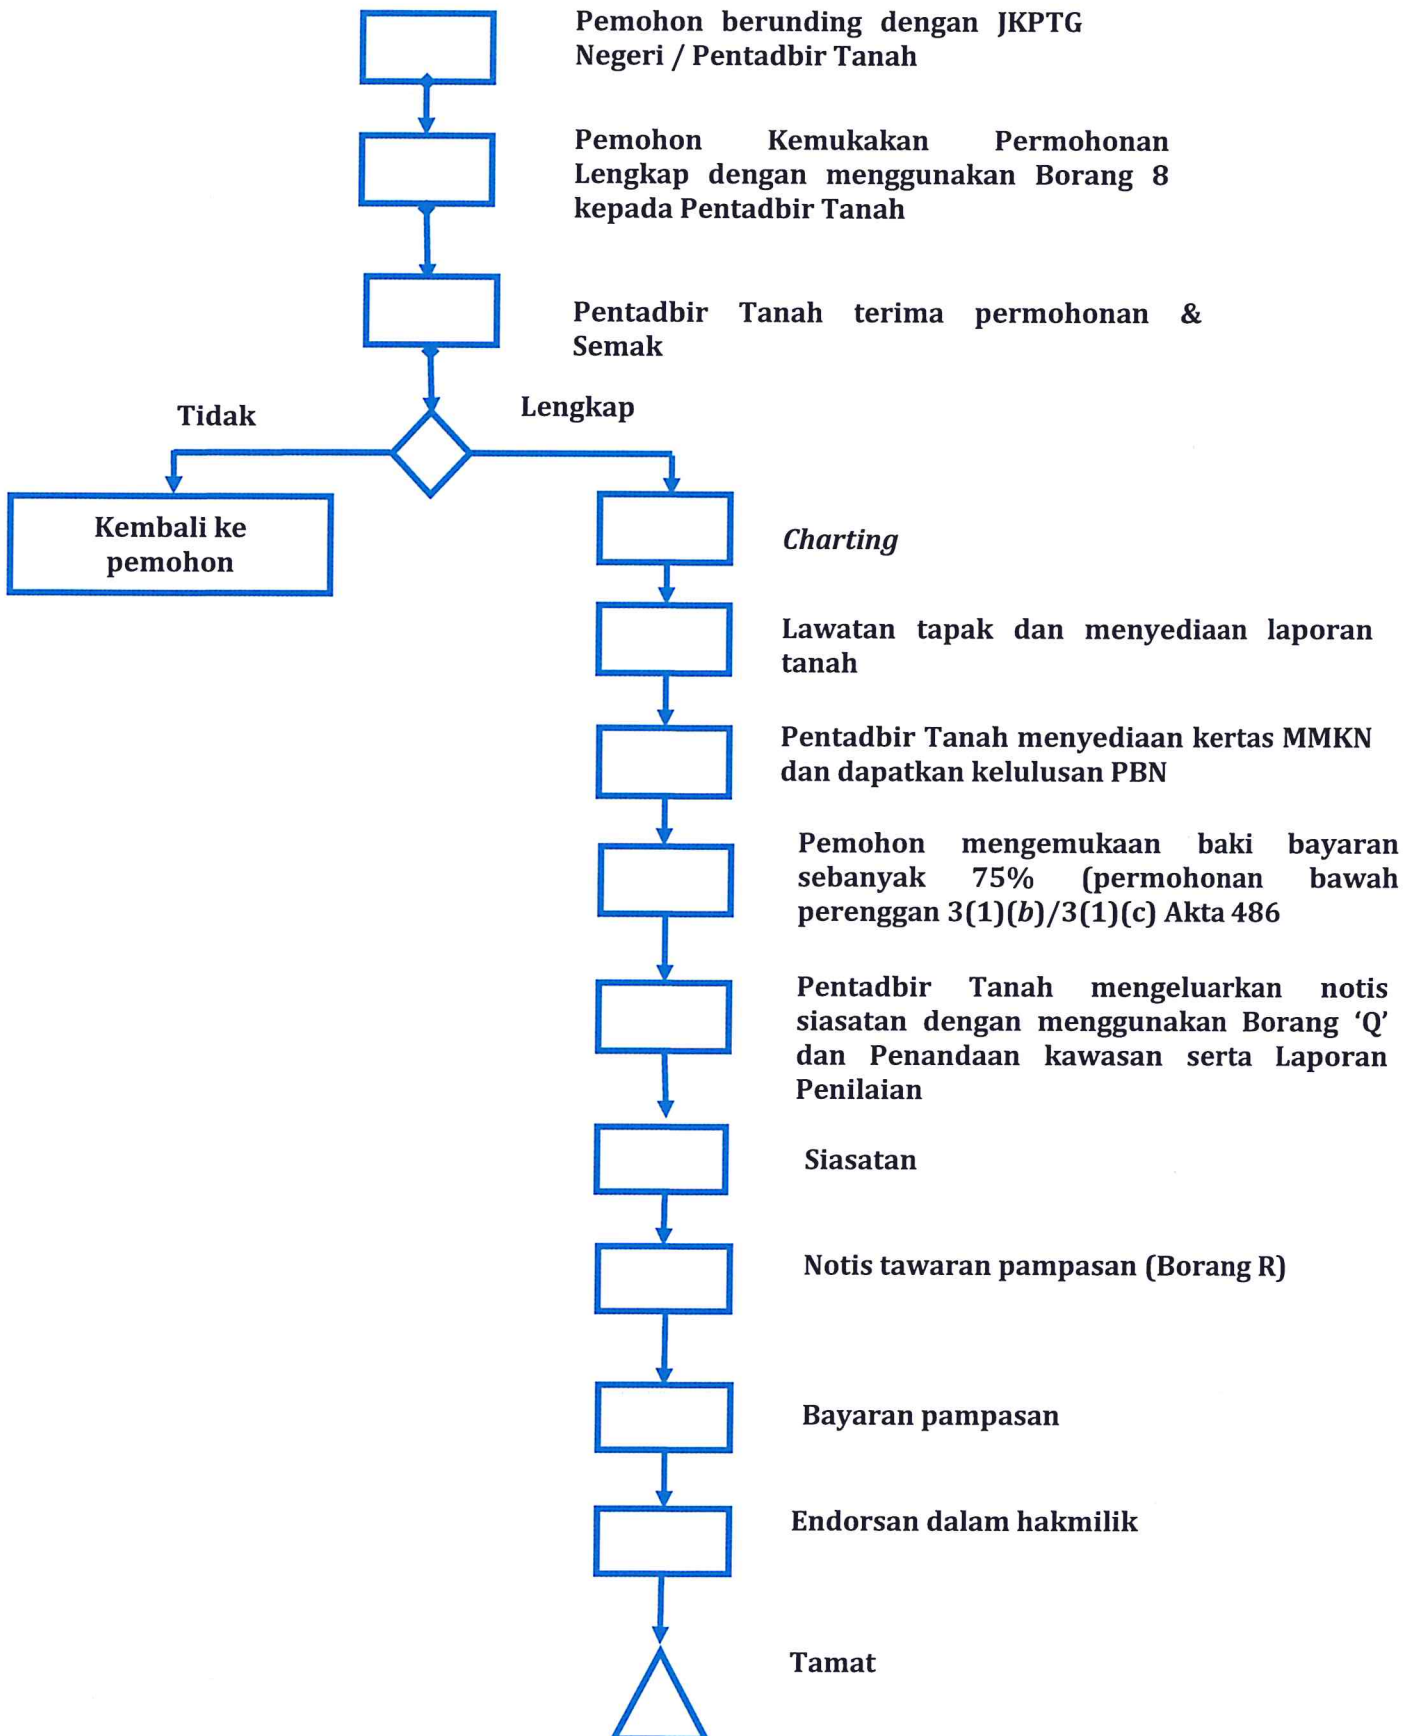 Pemohon berunding dengan JKPTG
Negeri / Pentadbir Tanah
Pemohon Kemukakan Permohonan
Lengkap dengan menggunakan Borang 8
kepada Pentadbir Tanah
Pentadbir Tanah terima permohonan &
Semak
Tidak
Lengkap
Kembali ke
pemohon
Charting
Lawatan tapak dan menyediaan laporan
tanah
Pentadbir Tanah menyediaan kertas MMKN
dan dapatkan kelulusan PBN
Pemohon mengemukaan baki bayaran
sebanyak 75% (permohonan bawah
perenggan 3(1)(b)/3(1)(c) Akta 486
Pentadbir Tanah mengeluarkan notis
siasatan dengan menggunakan Borang ‘Q’
dan Penandaan kawasan serta Laporan
Penilaian
Siasatan
Notis tawaran pampasan (Borang R)
Bayaran pampasan
Endorsan dalam hakmilik
Tamat